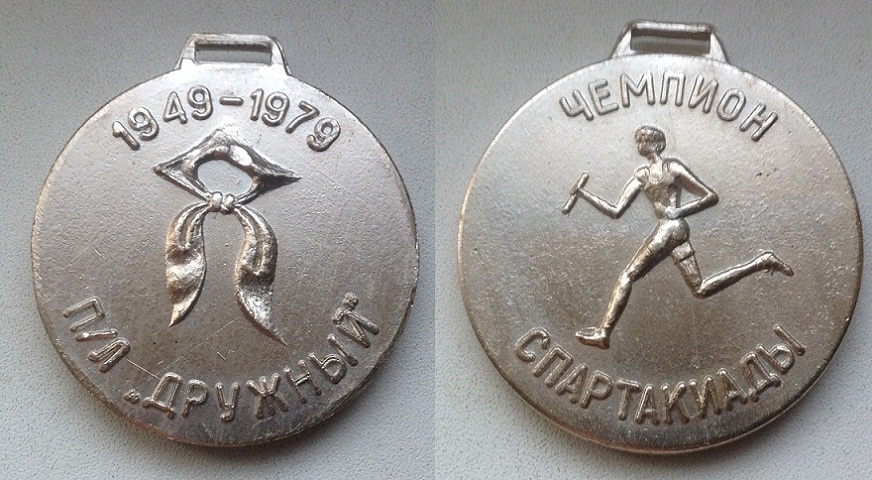 1949-1979
П/Л „ДРУЖНЫЙ"
ЧЕМПИОН
СПАРТАКИАДЫ